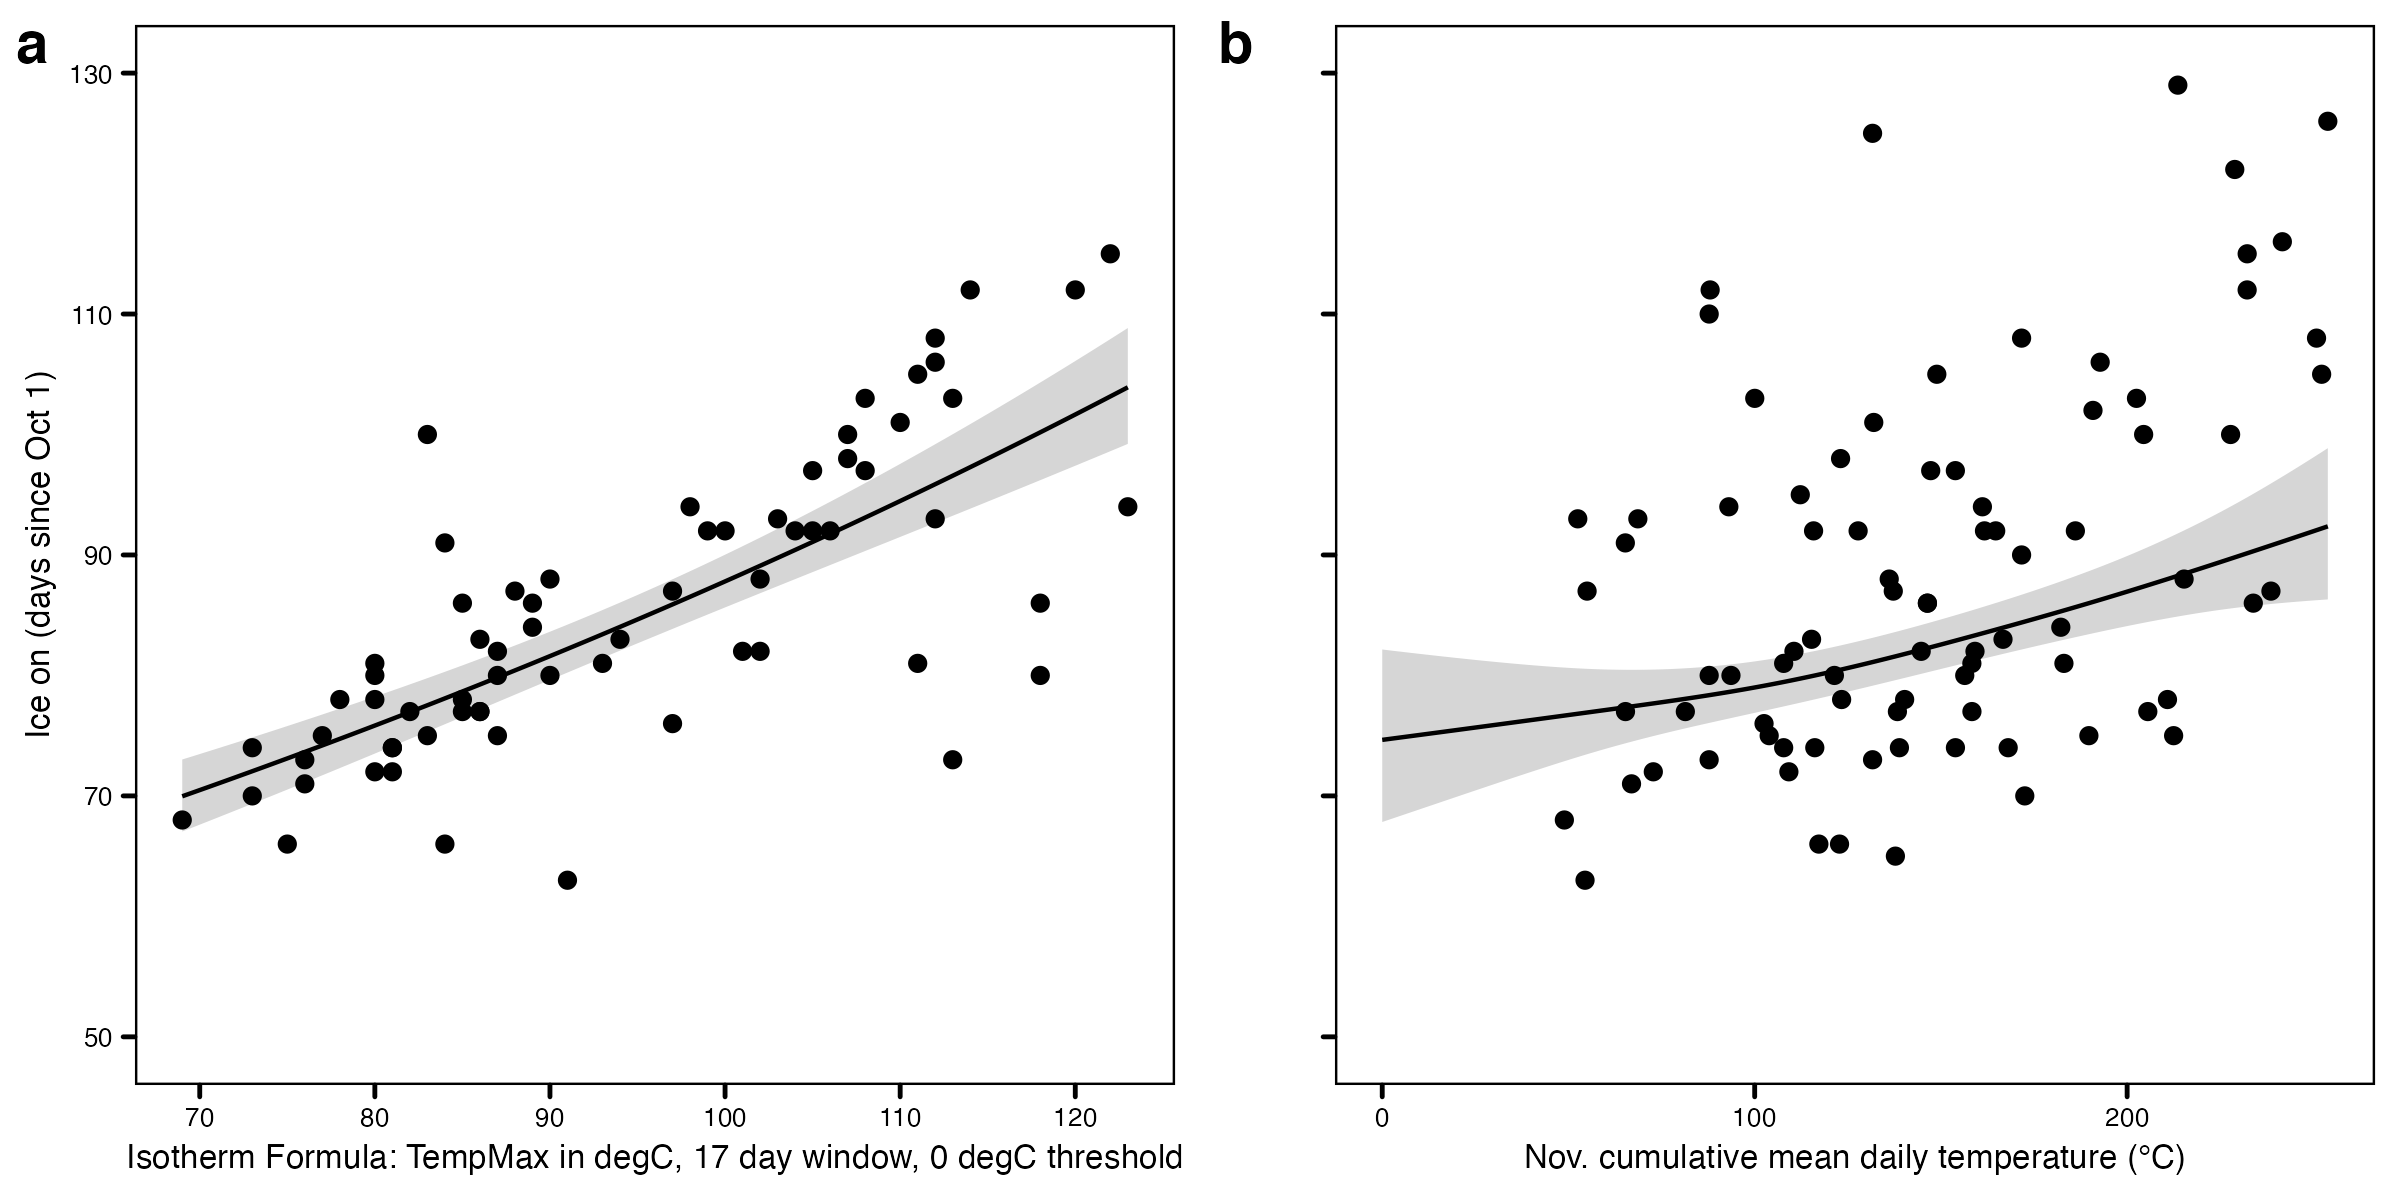 a
b
130
110
90
70
50
Ice on (days since Oct 1)
70 80 90 100 110 120
0 100 200
Isotherm Formula: TempMax in degC, 17 day window, 0 degC threshold
Nov. cumulative mean daily temperature (°C)